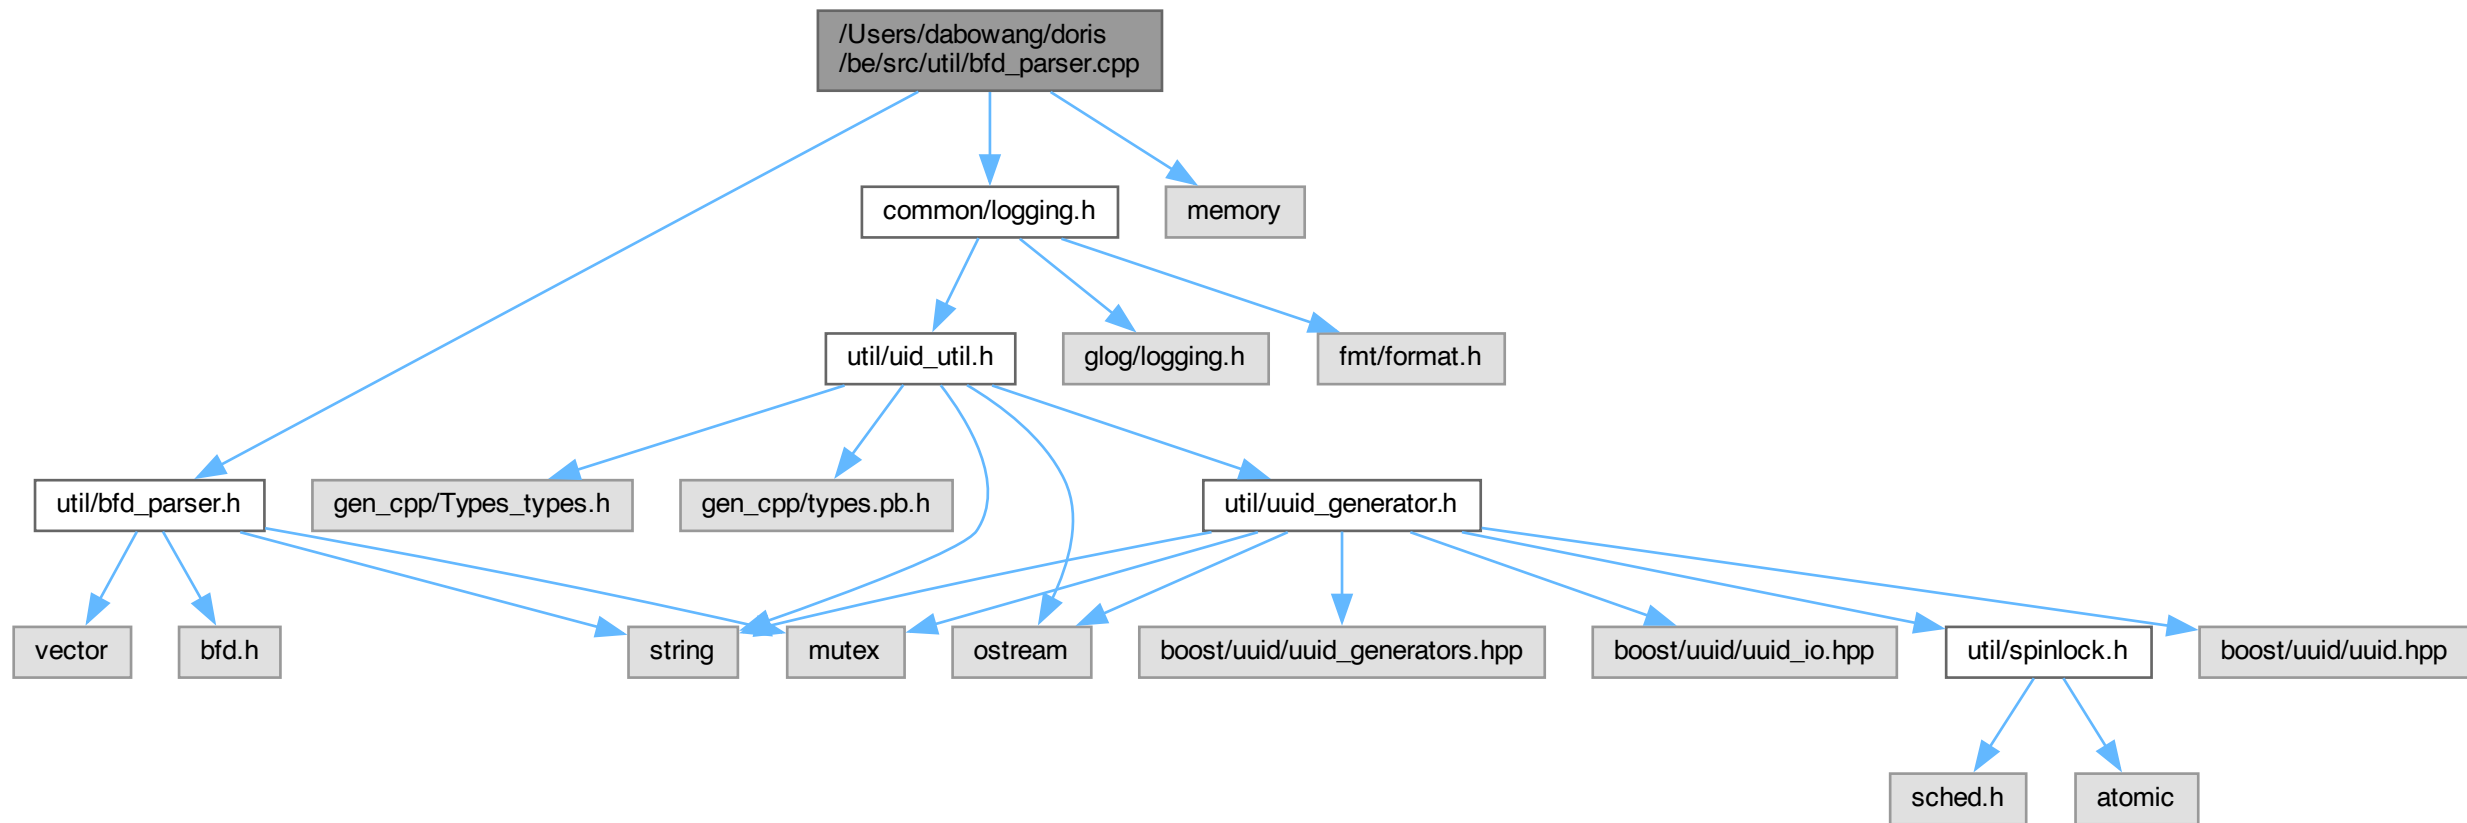 /Users/dabowang/doris
/be/src/util/bfd_parser.cpp
common/logging.h
memory
util/uid_util.h
glog/logging.h
fmt/format.h
util/bfd_parser.h
gen_cpp/Types_types.h
gen_cpp/types.pb.h
util/uuid_generator.h
vector
bfd.h
string
mutex
ostream
boost/uuid/uuid_generators.hpp
boost/uuid/uuid_io.hpp
util/spinlock.h
boost/uuid/uuid.hpp
sched.h
atomic